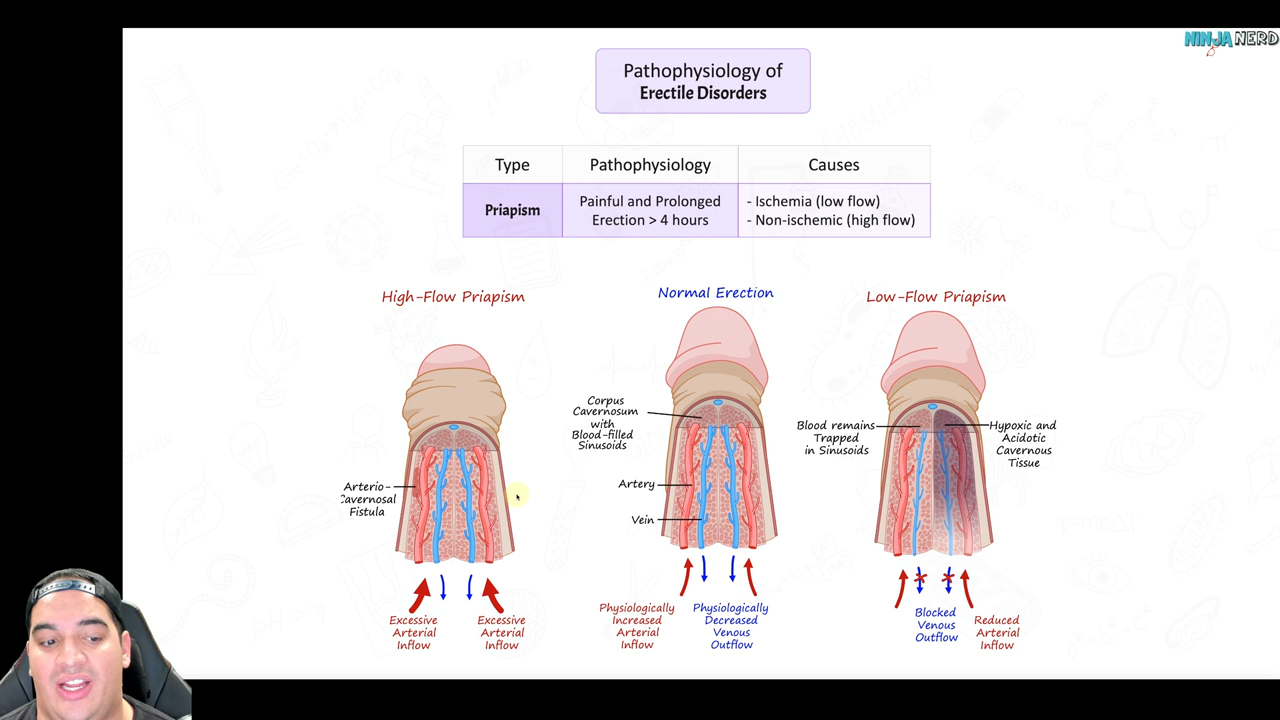 NINJA NERD
Pathophysiology of
Erectile Disorders
Type
Pathophysiology
Causes
Priapism
Painful and Prolonged
Erection > 4 hours
- Ischemia (low flow)
- Non-ischemic (high flow)
High-Flow Priapism
Normal Erection
Low-Flow Priapism
Arterio-
Cavernosal
Fistula
Excessive
Arterial
Inflow
Excessive
Arterial
Inflow
Corpus
Cavernosum
with
Blood-filled
Sinusoids
Artery
Vein
Physiologically
Increased
Arterial
Inflow
Physiologically
Decreased
Venous
Outflow
Blood remains
Trapped
in Sinusoids
Hypoxic and
Acidotic
Cavernous
Tissue
Blocked
Venous
Outflow
Reduced
Arterial
Inflow